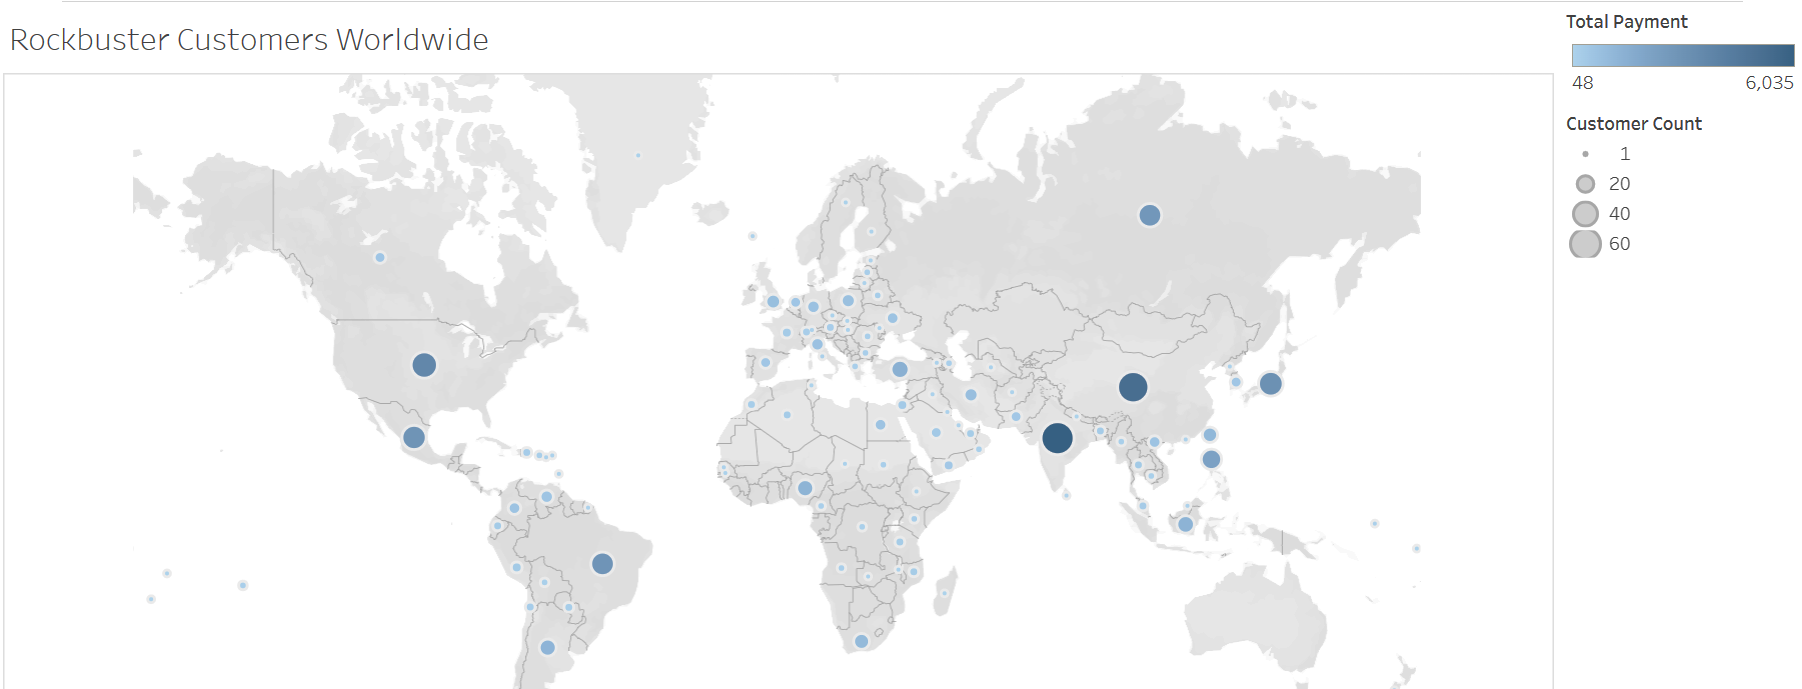 Rockbuster Customers Worldwide
Total Payment
48 6,035
Customer Count
1
20
40
60